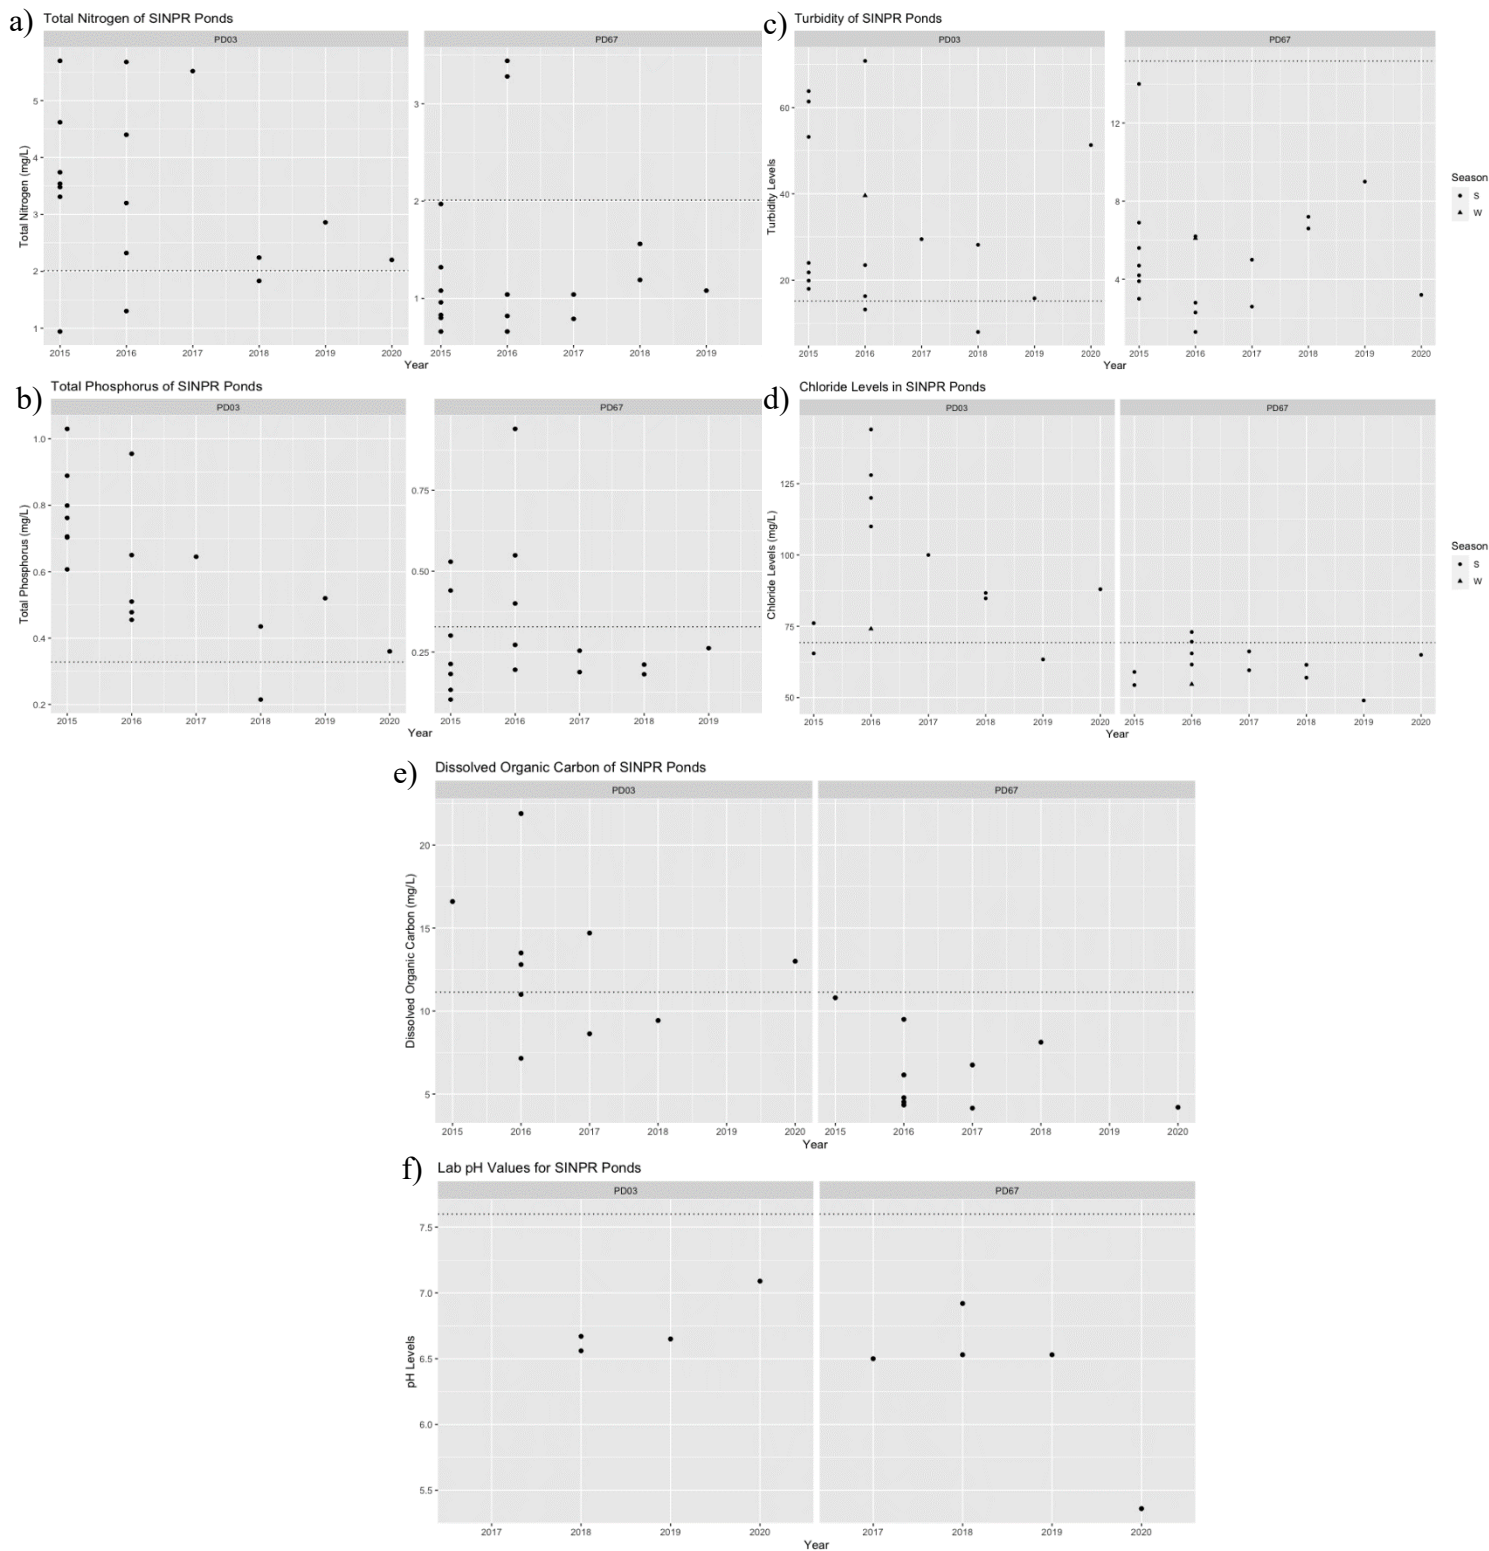 a) Total Nitrogen of SINPR Ponds
PD03 PD67
Total Nitrogen (mg/L)
5
4
3
2
1
3
2
1
2015 2016 2017 2018 2019 2020 2015 2016 2017 2018 2019
Year
c) Turbidity of SINPR Ponds
PD03 PD67
Turbidity Levels
60
40
20
12
8
4
2015 2016 2017 2018 2019 2020 2015 2016 2017 2018 2019 2020
Year
Season
S
W
b) Total Phosphorus of SINPR Ponds
PD03 PD67
Total Phosphorus (mg/L)
1.0
0.8
0.6
0.4
0.2
0.75
0.50
0.25
2015 2016 2017 2018 2019 2020 2015 2016 2017 2018 2019
Year
d) Chloride Levels in SINPR Ponds
PD03 PD67
Chloride Levels (mg/L)
125
100
75
50
2015 2016 2017 2018 2019 2020 2015 2016 2017 2018 2019 2020
Year
Season
S
W
e) Dissolved Organic Carbon of SINPR Ponds
PD03 PD67
Dissolved Organic Carbon (mg/L)
20
15
10
5
2015 2016 2017 2018 2019 2020 2015 2016 2017 2018 2019 2020
Year
f) Lab pH Values for SINPR Ponds
PD03 PD67
pH Levels
7.5
7.0
6.5
6.0
5.5
2017 2018 2019 2020 2017 2018 2019 2020
Year